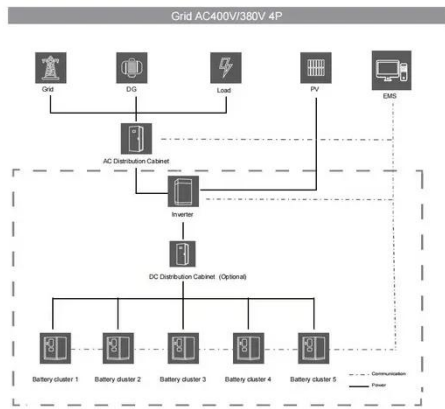 Grid AC400V/380V 4P
Grid
DG
Load
PV
EMS
AC Distribution Cabinet
Inverter
DC Distribution Cabinet (Optional)
Battery cluster 1
Battery cluster 2
Battery cluster 3
Battery cluster 4
Battery cluster 5
Communication
Power